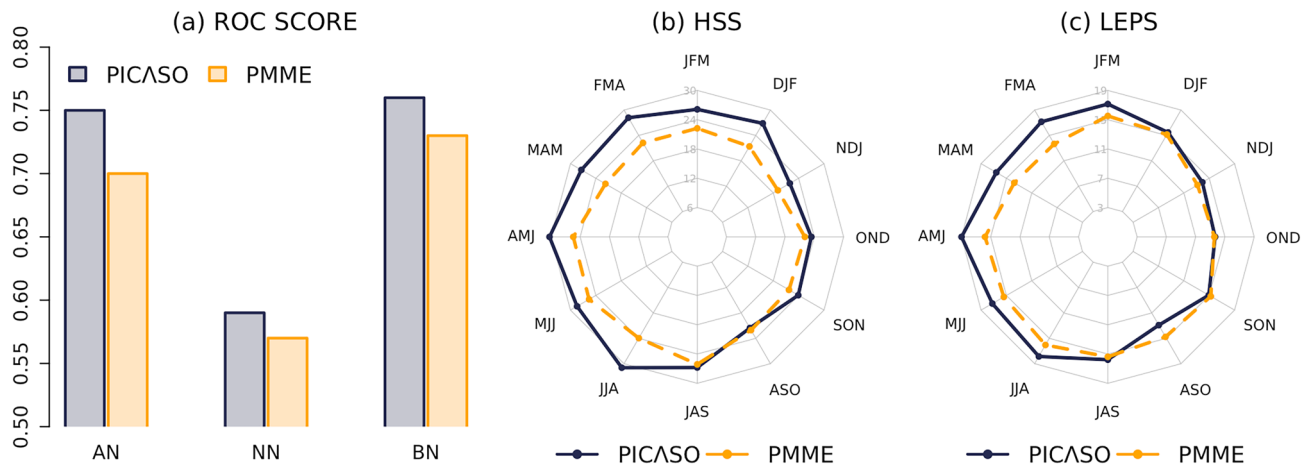 (a) ROC SCORE
PICΛSO PMME
0.80
0.75
0.70
0.65
0.60
0.55
0.50
AN NN BN
(b) HSS
JFM
DJF
NDJ
OND
SON
ASO
JAS
JJA
MJJ
AMJ
MAM
FMA
30
24
18
12
6
PICΛSO PMME
(c) LEPS
JFM
DJF
NDJ
OND
SON
ASO
JAS
JJA
MJJ
AMJ
MAM
FMA
19
11
7
3
PICΛSO PMME